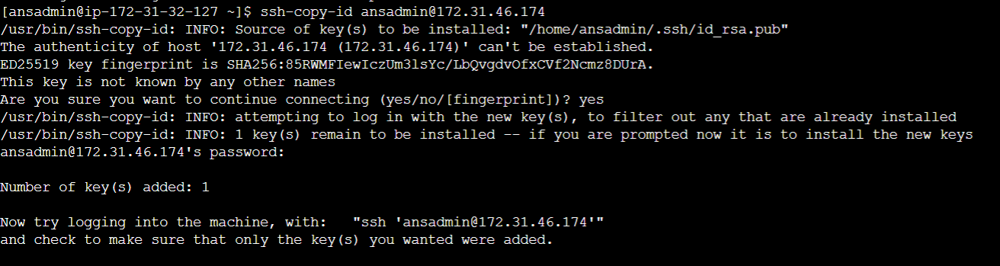 [ansadmin@ip-172-31-32-127 ~]$ ssh-copy-id ansadmin@172.31.46.174
/usr/bin/ssh-copy-id: INFO: Source of key(s) to be installed: "/home/ansadmin/.ssh/id_rsa.pub"
The authenticity of host '172.31.46.174 (172.31.46.174)' can't be established.
ED25519 key fingerprint is SHA256:85RWMFIewIczUm3lsYc/LbQvgdvOfxCVf2Ncmz8DUrA.
This key is not known by any other names
Are you sure you want to continue connecting (yes/no/[fingerprint])? yes
/usr/bin/ssh-copy-id: INFO: attempting to log in with the new key(s), to filter out any that are already installed
/usr/bin/ssh-copy-id: INFO: 1 key(s) remain to be installed -- if you are prompted now it is to install the new keys
ansadmin@172.31.46.174's password:
Number of key(s) added: 1
Now try logging into the machine, with:   "ssh 'ansadmin@172.31.46.174'"
and check to make sure that only the key(s) you wanted were added.